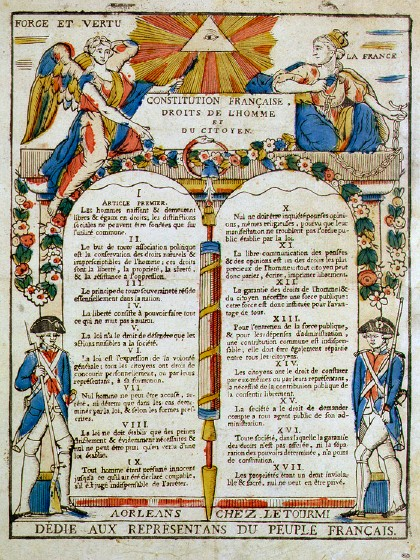 FORCE ET VERTU
LA FRANCE
CONSTITUTION FRANÇAISE,
DROITS DE L'HOMME
ET
DU CITOYEN.
I
ARTICLE PREMIER.
Les hommes naissent & demeurent
libres & égaux en droits; les distinctions
sociales ne peuvent être fondées que sur
l'utilité commune.
II.
Le but de toute association politique
est la conservation des droits naturels &
imprescriptibles de l'homme; ces droits
sont la liberté, la propriété, la sûreté,
& la résistance à l'oppression.
III.
Le principe de toute souveraineté réside
essentiellement dans la nation.
IV.
La liberté consiste à pouvoir faire tout
ce qui ne nuit pas à autrui.
V.
La loi n'a le droit de défendre que les
actions nuisibles à la Société.
VI.
La loi est l'expression de la volonté
générale; tous les citoyens ont droit de
concourir personnellement, ou par leurs
représentans, à sa formation.
VII.
Nul homme ne peut être accusé, arrêté,
ni détenu que dans les cas déterminés
par la loi, & selon les formes prescrites.
VIII.
La loi ne doit établir que des peines
strictement & évidemment nécessaires &
nul ne peut être puni qu'en vertu d'une
loi établie.
IX
Tout homme étant présumé innocent
jusqu'à ce qu'il ait été déclaré coupable,
s'il est jugé indispensable de l'arrêter.
X.
Nul ne doit être inquiété pour ses opinions,
mêmes religieuses, pourvu que leur
manifestation ne trouble pas l'ordre public
établie par la loi.
XI.
La libre communication des pensées
& des opinions est un des droits les plus
précieux de l'homme tout citoyen peut
donc parler, écrire, imprimer librement.
XII.
La garantie des droits de l'homme &
du citoyen nécessite une force publique;
cette force est donc instituée pour l'avantage
de tous.
XIII.
Pour l'entretien de la force publique,
& pour les dépenses d'administration,
une contribution commune est indispensable,
elle doit être également répartie
entre tous les citoyens.
XIV.
Les citoyens ont le droit de constater
par eux-mêmes ou par leurs représentans,
la nécessité de la contribution publique,
la consentir librement.
XV.
La société a le droit de demander
compte à tout agent public de son administration.
XVI.
Toute société, dans laquelle la garantie
des droits n'est pas assurée, ni la séparation
des pouvoirs déterminée, n'a point
de constitution.
XVII.
Les propriétés étant un droit inviolable
& sacré, nul ne peut en être privé.
A ORLEANS CHEZ LETOURMI
DEDIE AUX REPRESENTANS DU PEUPLE FRANÇAIS.